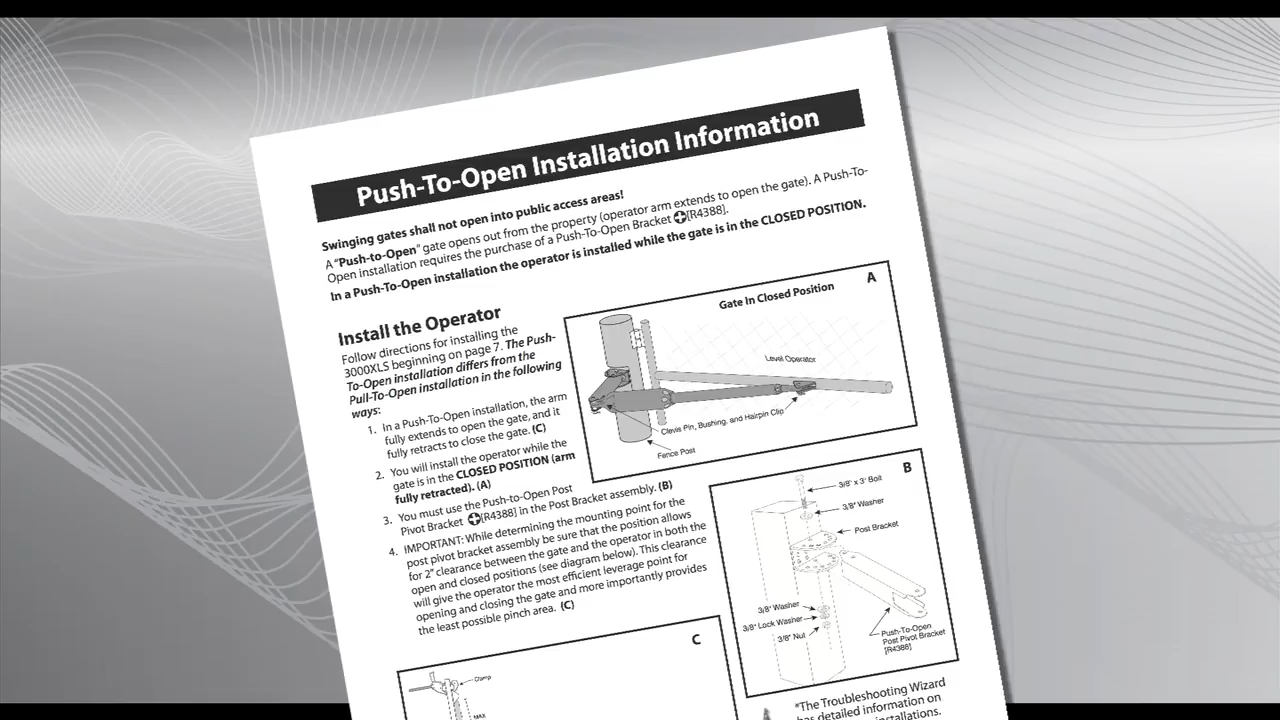 Push-To-Open Installation Information
Swinging gates shall not open into public access areas!
A "Push-to-Open" gate opens out from the property (operator arm extends to open the gate). A Push-To-
Open installation requires the purchase of a Push-To-Open Bracket [R4388].
In a Push-To-Open installation the operator is installed while the gate is in the CLOSED POSITION.
Install the Operator
Follow directions for installing the
3000XLS beginning on page 7. The Push-
To-Open installation differs from the
Pull-To-Open installation in the following
ways:
1. In a Push-To-Open installation, the arm
fully extends to open the gate, and it
fully retracts to close the gate. (C)
2. You will install the operator while the
gate is in the CLOSED POSITION (arm
fully retracted). (A)
3. You must use the Push-to-Open Post
Pivot Bracket [R4388] in the Post Bracket assembly. (B)
4. IMPORTANT: While determining the mounting point for the
post pivot bracket assembly be sure that the position allows
for 2" clearance between the gate and the operator in both the
open and closed positions (see diagram below). This clearance
will give the operator the most efficient leverage point for
opening and closing the gate and more importantly provides
the least possible pinch area. (C)
Gate In Closed Position
A
Level Operator
Clevis Pin, Bushing, and Hairpin Clip
Fence Post
B
3/8" x 3" Bolt
3/8" Washer
Post Bracket
3/8" Washer
3/8" Lock Washer
3/8" Nut
Push-To-Open
Post Pivot Bracket
[R4388]
C
Clamp
MAX
*The Troubleshooting Wizard
has detailed information on
installations.